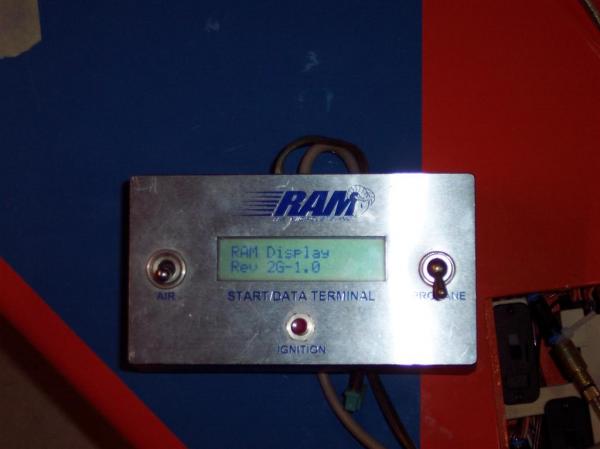 RAM
RAM Display
Rev 2G-1.0
AIR
START/DATA TERMINAL
PROPANE
IGNITION